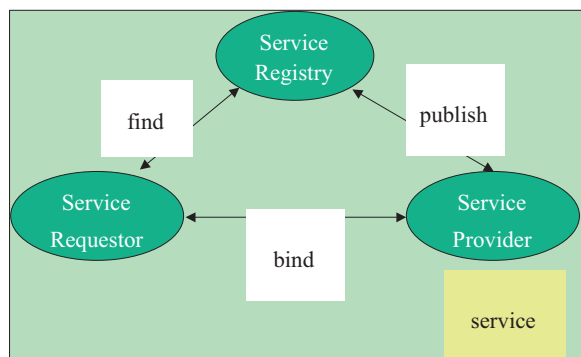 Service
Registry
find
publish
Service
Requestor
Service
Provider
bind
service